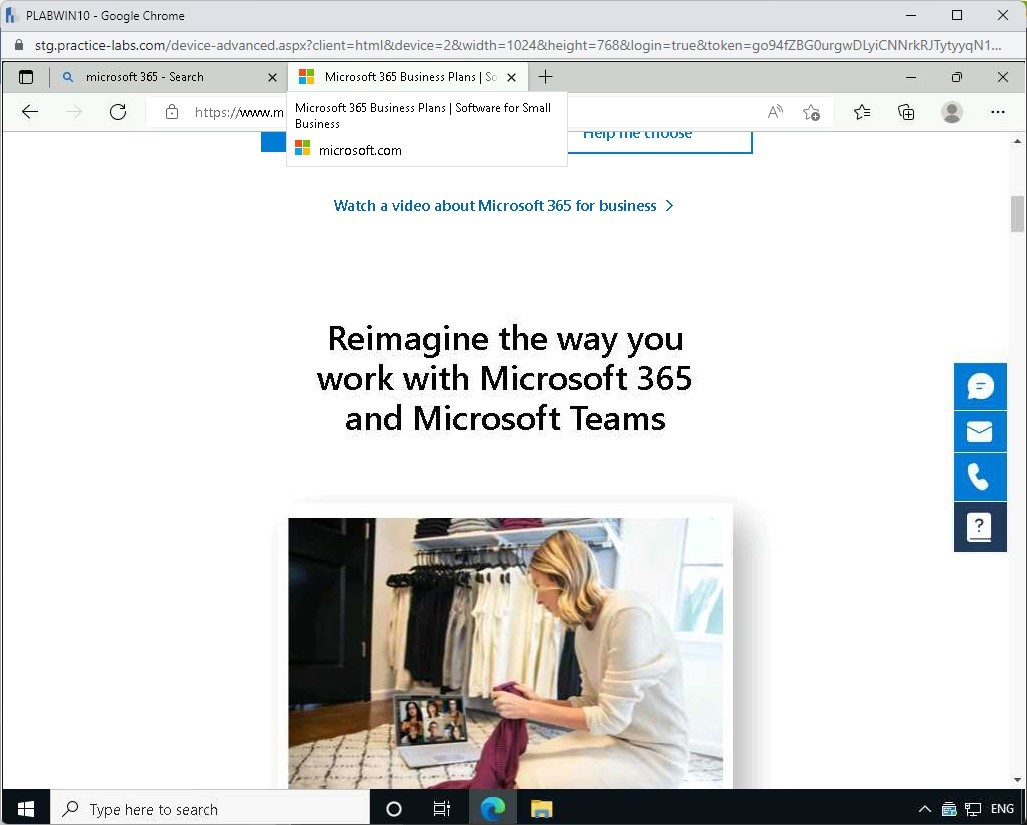 PLABWIN10 - Google Chrome
stg.practice-labs.com/device-advanced.aspx?client=html&device=2&width=1024&height=768&login=true&token=go94fZBG0urgwDLyiCNNrkRJTytyyqN1...
microsoft 365 - Search
Microsoft 365 Business Plans | So
https://www.m
Microsoft 365 Business Plans | Software for Small
Business
microsoft.com
Help me choose
Watch a video about Microsoft 365 for business
Reimagine the way you
work with Microsoft 365
and Microsoft Teams
Type here to search
ENG